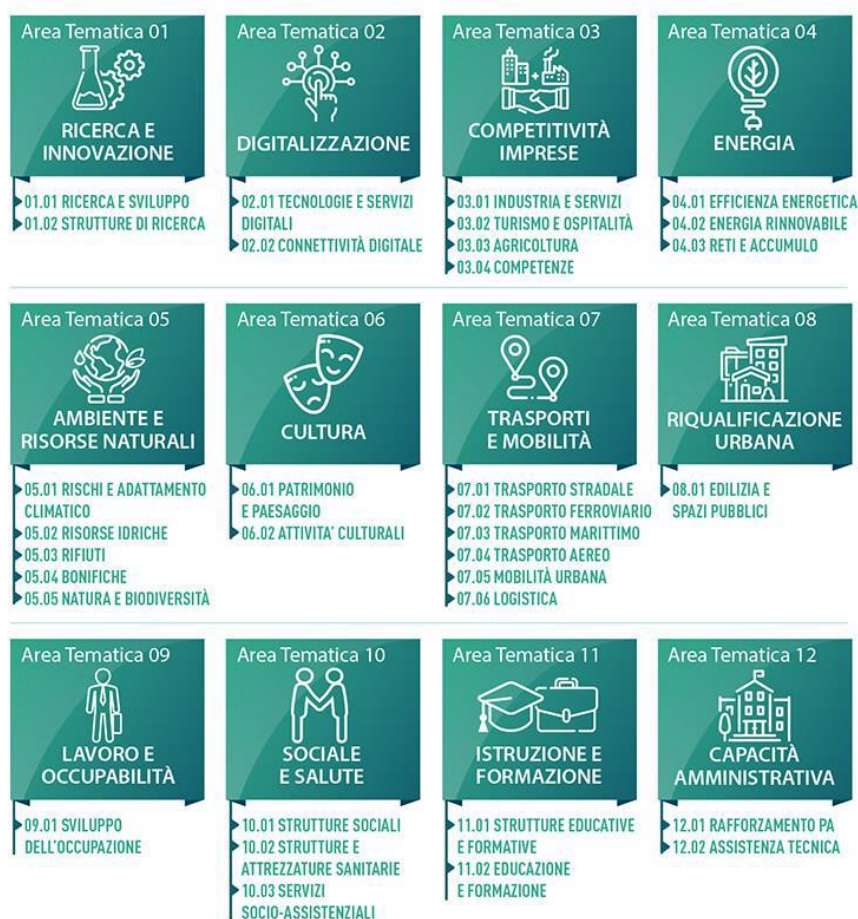 Area Tematica 01
RICERCA E
INNOVAZIONE
01.01 RICERCA E SVILUPPO
01.02 STRUTTURE DI RICERCA
Area Tematica 02
DIGITALIZZAZIONE
02.01 TECNOLOGIE E SERVIZI
DIGITALI
02.02 CONNETTIVITÀ DIGITALE
Area Tematica 03
COMPETITIVITÀ
IMPRESE
03.01 INDUSTRIA E SERVIZI
03.02 TURISMO E OSPITALITÀ
03.03 AGRICOLTURA
03.04 COMPETENZE
Area Tematica 04
ENERGIA
04.01 EFFICIENZA ENERGETICA
04.02 ENERGIA RINNOVABILE
04.03 RETI E ACCUMULO
Area Tematica 05
AMBIENTE E
RISORSE NATURALI
05.01 RISCHI E ADATTAMENTO
CLIMATICO
05.02 RISORSE IDRICHE
05.03 RIFIUTI
05.04 BONIFICHE
05.05 NATURA E BIODIVERSITÀ
Area Tematica 06
CULTURA
06.01 PATRIMONIO
E PAESAGGIO
06.02 ATTIVITA' CULTURALI
Area Tematica 07
TRASPORTI
E MOBILITÀ
07.01 TRASPORTO STRADALE
07.02 TRASPORTO FERROVIARIO
07.03 TRASPORTO MARITTIMO
07.04 TRASPORTO AEREO
07.05 MOBILITÀ URBANA
07.06 LOGISTICA
Area Tematica 08
RIQUALIFICAZIONE
URBANA
08.01 EDILIZIA E
SPAZI PUBBLICI
Area Tematica 09
LAVORO E
OCCUPABILITÀ
09.01 SVILUPPO
DELL'OCCUPAZIONE
Area Tematica 10
SOCIALE
E SALUTE
10.01 STRUTTURE SOCIALI
10.02 STRUTTURE E
ATTREZZATURE SANITARIE
10.03 SERVIZI
SOCIO-ASSISTENZIALI
Area Tematica 11
ISTRUZIONE E
FORMAZIONE
11.01 STRUTTURE EDUCATIVE
E FORMATIVE
11.02 EDUCAZIONE
E FORMAZIONE
Area Tematica 12
CAPACITÀ
AMMINISTRATIVA
12.01 RAFFORZAMENTO PA
12.02 ASSISTENZA TECNICA